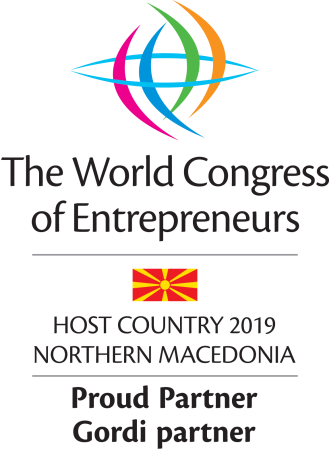 The World Congress
of Entrepreneurs
HOST COUNTRY 2019
NORTHERN MACEDONIA
Proud Partner
Gordi partner